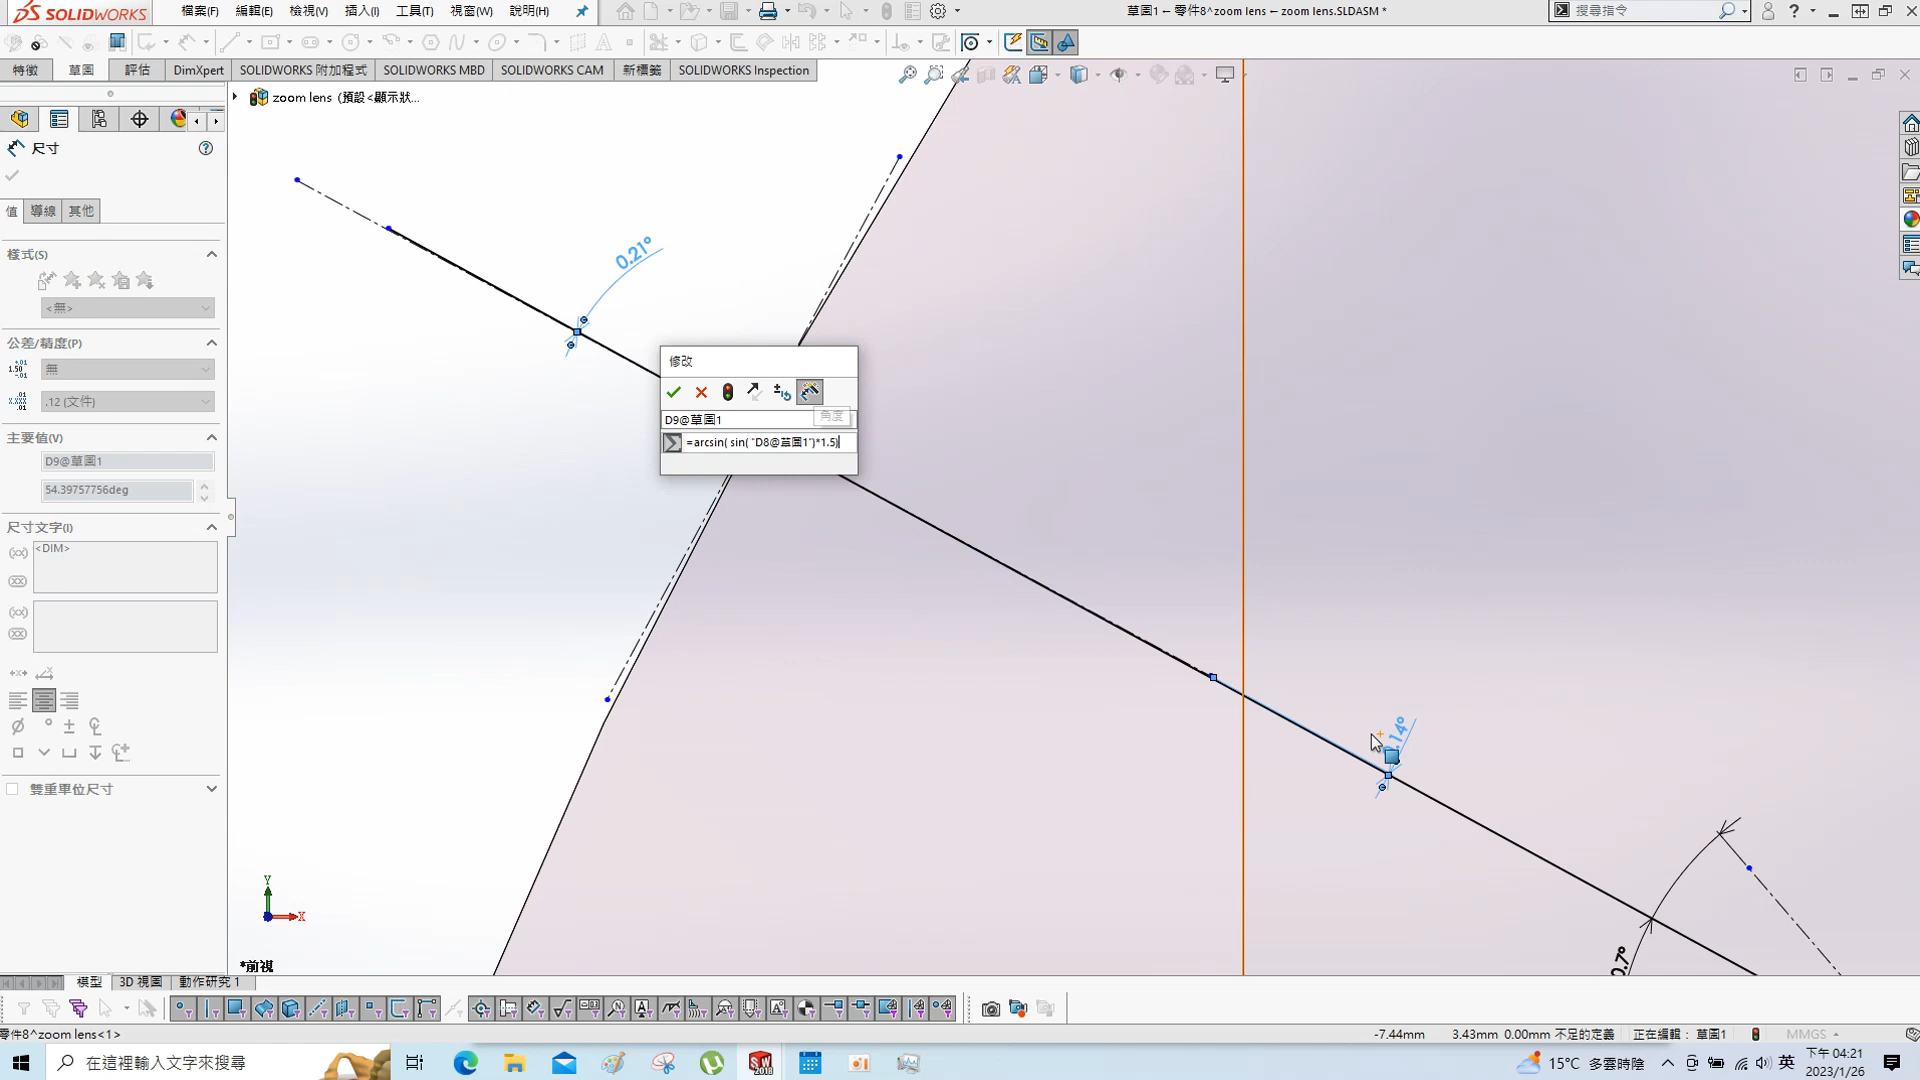 SOLIDWORKS 檔案(F) 編輯(E) 檢視(V) 插入(I) 工具(T) 視窗(W) 說明(H) 草圖1 ← 零件8^zoom lens ← zoom lens.SLDASM * 搜尋指令
特徵 草圖 評估 DimXpert SOLIDWORKS 附加程式 SOLIDWORKS MBD SOLIDWORKS CAM 新標籤 SOLIDWORKS Inspection
zoom lens (預設<顯示狀...
尺寸
值 導線 其他
樣式(S)
<無>
公差/精度(P)
無
.12 (文件)
主要值(V)
D9@草圖1
54.39757756deg
尺寸文字(I)
<DIM>
雙重單位尺寸
0.21°
修改
D9@草圖1
角度
=arcsin( sin( "D8@草圖1")*1.5)
.14°
0.7°
Y
X
*前視
模型 3D 視圖 動作研究 1
零件8^zoom lens<1> -7.44mm 3.43mm 0.00mm 不足的定義 正在編輯： 草圖1 MMGS
在這裡輸入文字來搜尋 SW 2018 15°C 多雲時陰 英 下午 04:21
2023/1/26